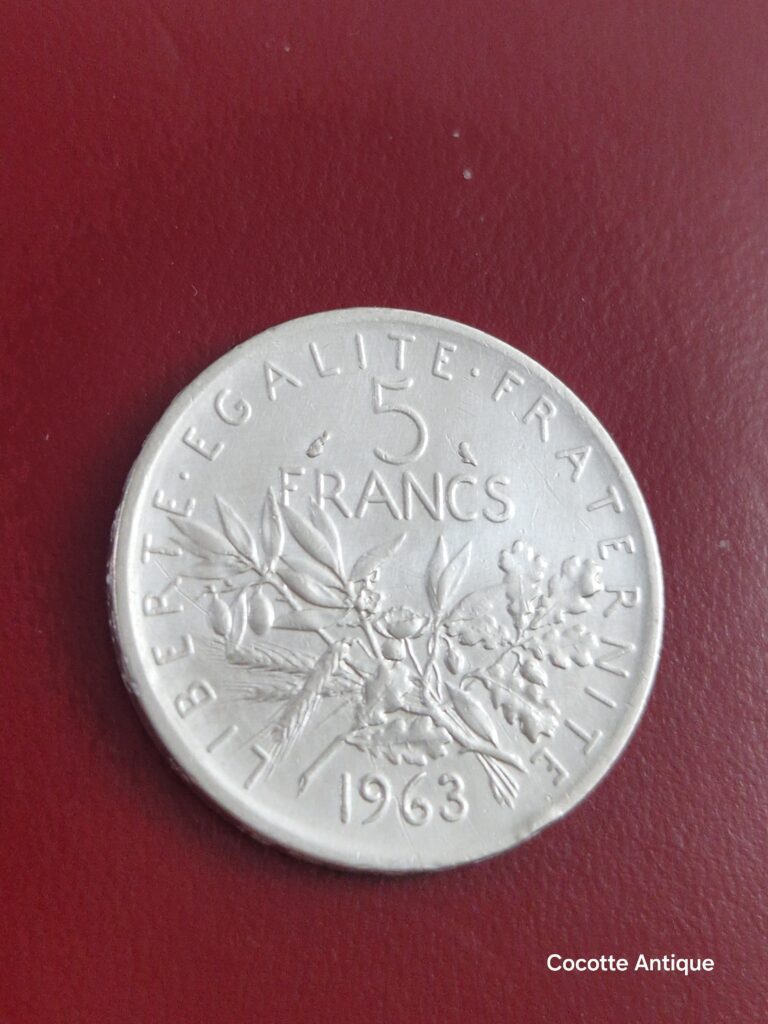 LIBERTE · EGALITE · FRATERNITE
5
FRANCS
1963
Cocotte Antique